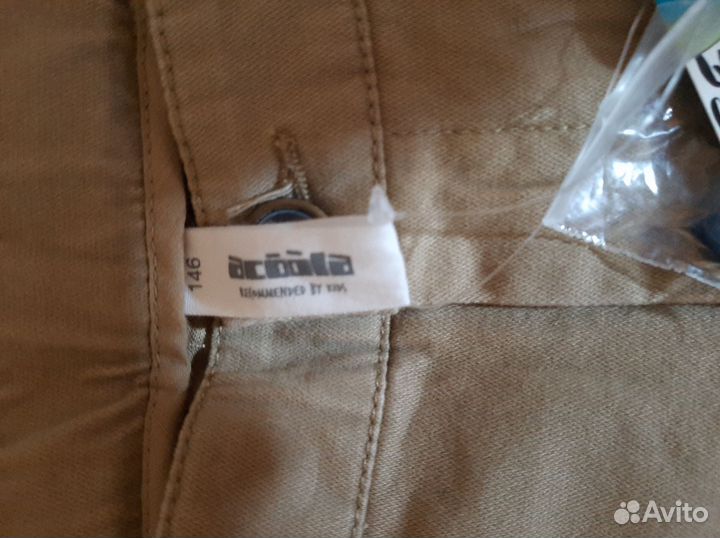 146
acoola
RECOMMENDED BY KIDS
Avito